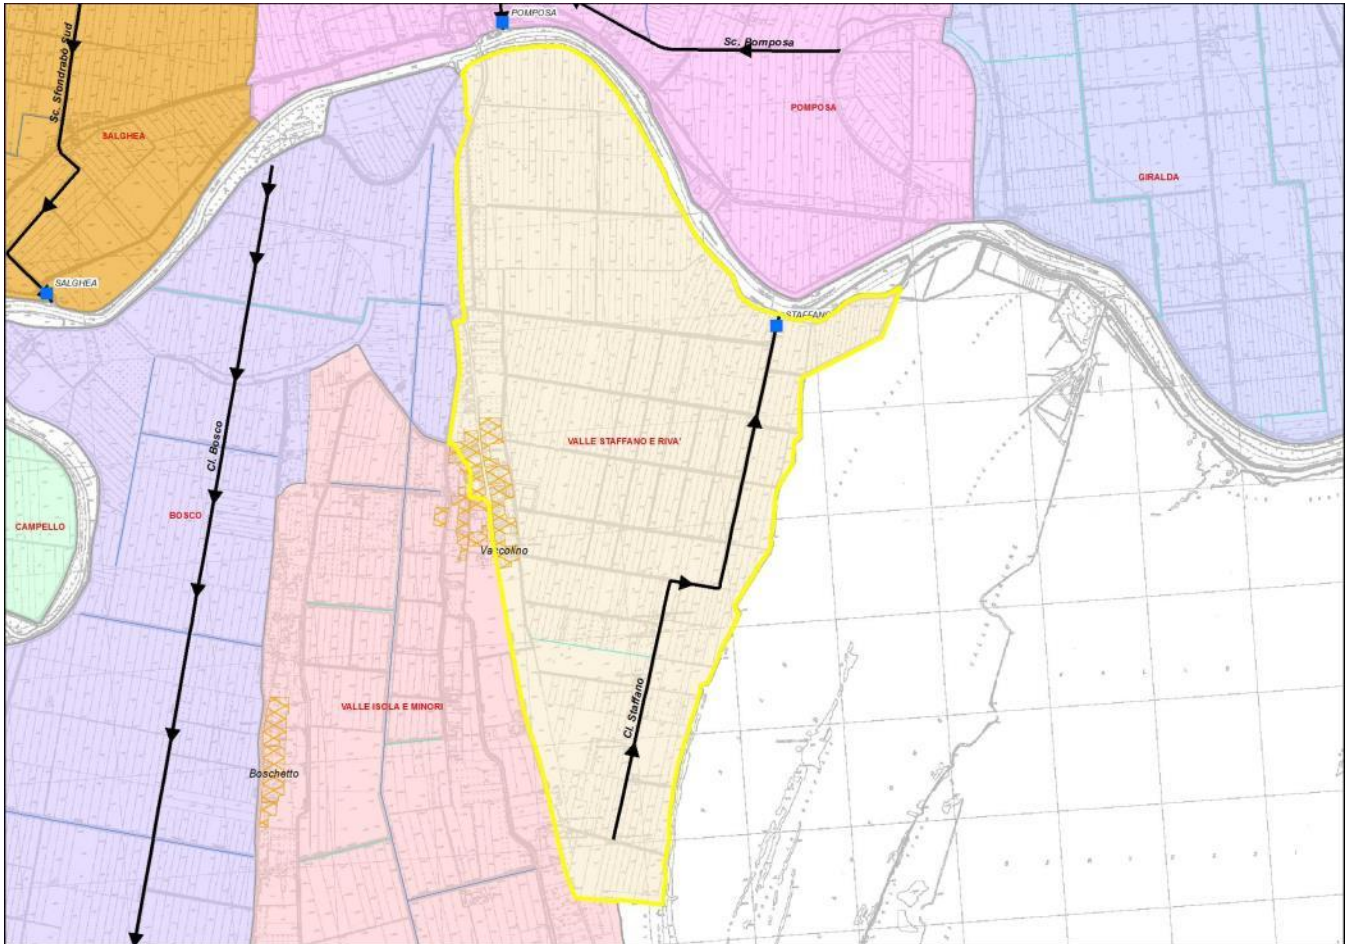 POMPOSA
Sc. Pomposa
Sc. Sfondrabò Sud
POMPOSA
SALGHEA
GIRALDA
SALGHEA
STAFFANO
Cl. Bosco
VALLE STAFFANO E RIVA'
CAMPELLO
BOSCO
Vaccolino
Cl. Staffano
VALLE ISOLA E MINORI
Boschetto